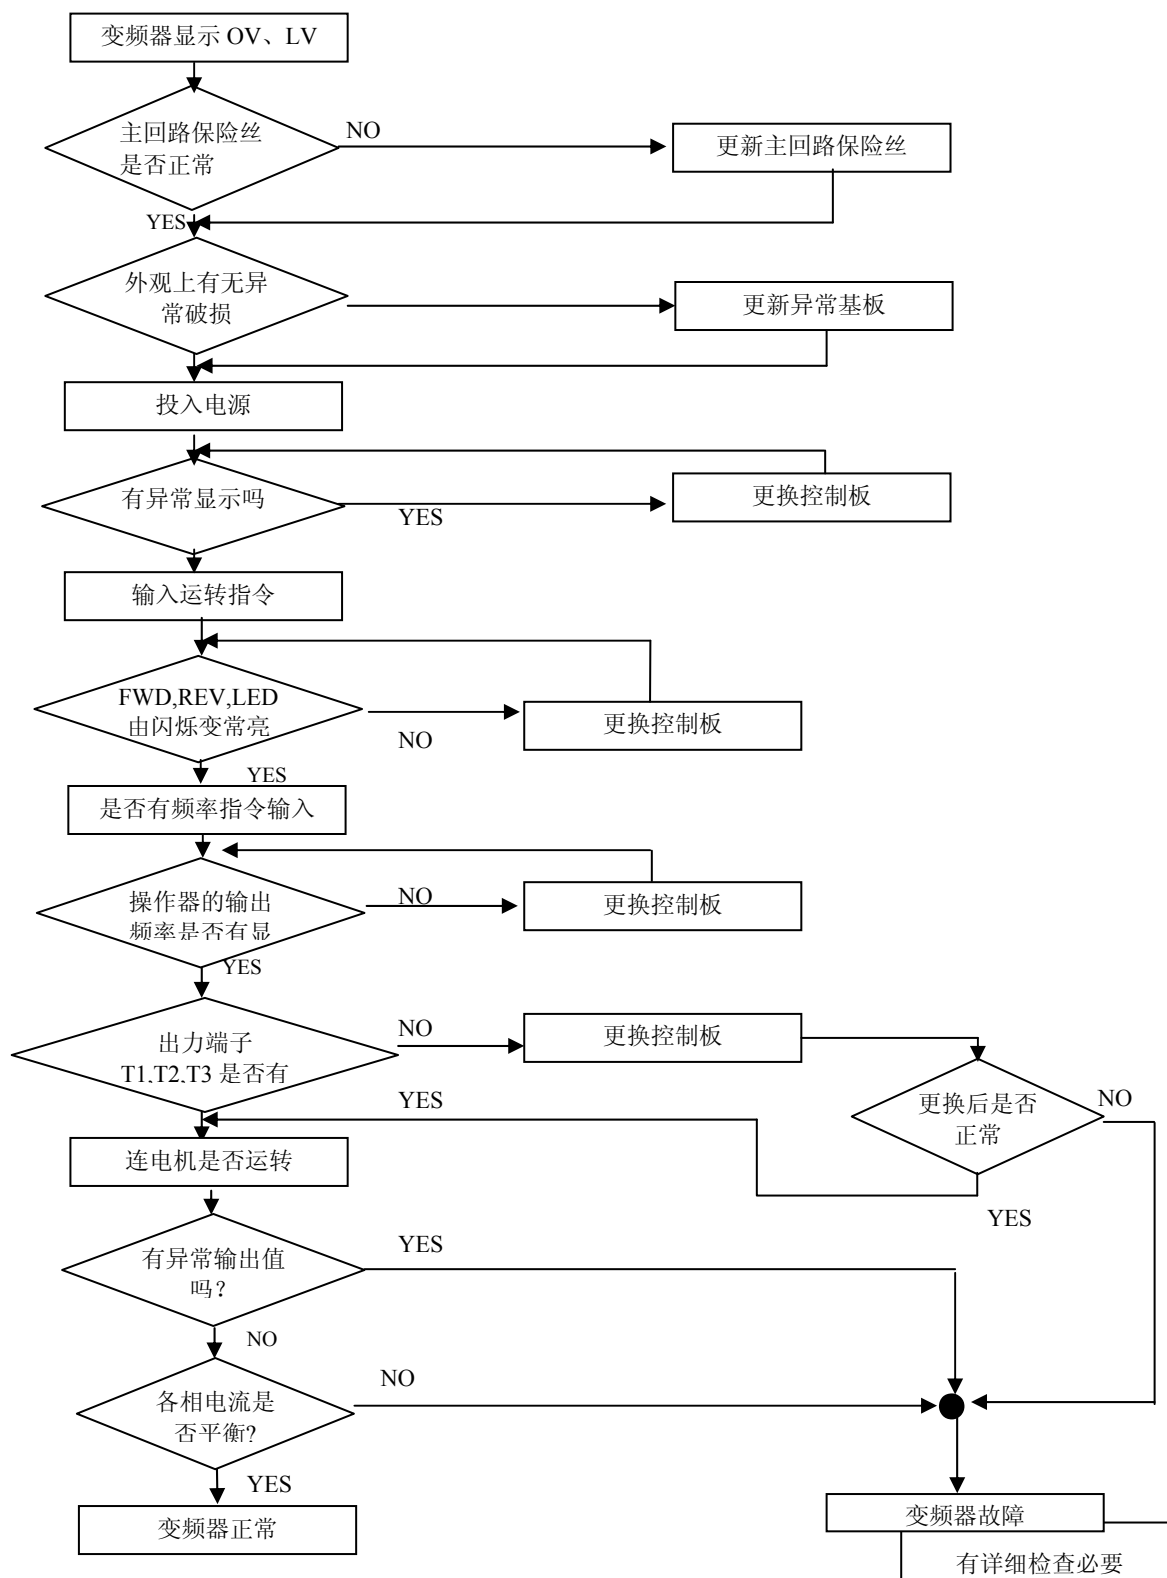 变频器显示 OV、LV
主回路保险丝
是否正常
NO
更新主回路保险丝
YES
外观上有无异
常破损
更新异常基板
投入电源
有异常显示吗
YES
更换控制板
输入运转指令
FWD,REV,LED
由闪烁变常亮
NO
更换控制板
YES
是否有频率指令输入
操作器的输出
频率是否有显
NO
更换控制板
YES
出力端子
T1,T2,T3 是否有
NO
更换控制板
更换后是否
正常
NO
YES
YES
连电机是否运转
有异常输出值
吗?
YES
NO
各相电流是
否平衡?
NO
YES
变频器正常
变频器故障
有详细检查必要